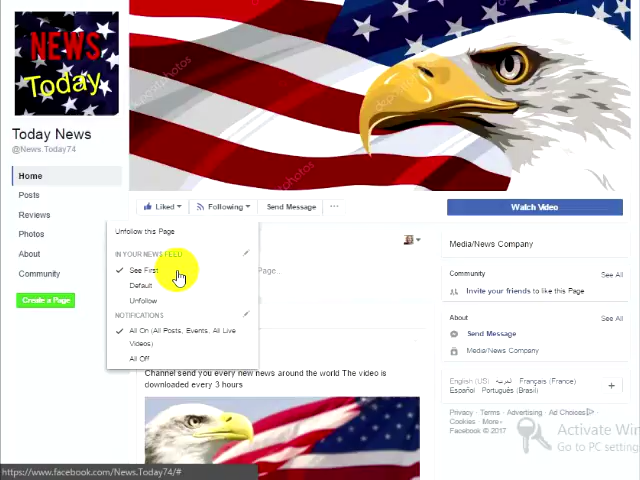 NEWS
Today
depositphotos
depositphotos
Today News
@News.Today74
Home
Posts
Reviews
Photos
About
Community
Create a Page
Liked
Following
Send Message
Watch Video
Unfollow this Page
IN YOUR NEWS FEED
See First
Default
Unfollow
NOTIFICATIONS
All On (All Posts, Events, All Live
Videos)
All Off
Page..
Channel send you every new news around the world The video is
downloaded every 3 hours
Media/News Company
Community
See All
Invite your friends to like this Page
About
See All
Send Message
Media/News Company
English (US) · العربية · Français (France) ·
Español · Português (Brasil)
Privacy · Terms · Advertising · Ad Choices ·
Cookies · More
Facebook © 2017
Activate Win
Go to PC setting
https://www.facebook.com/News.Today74/#